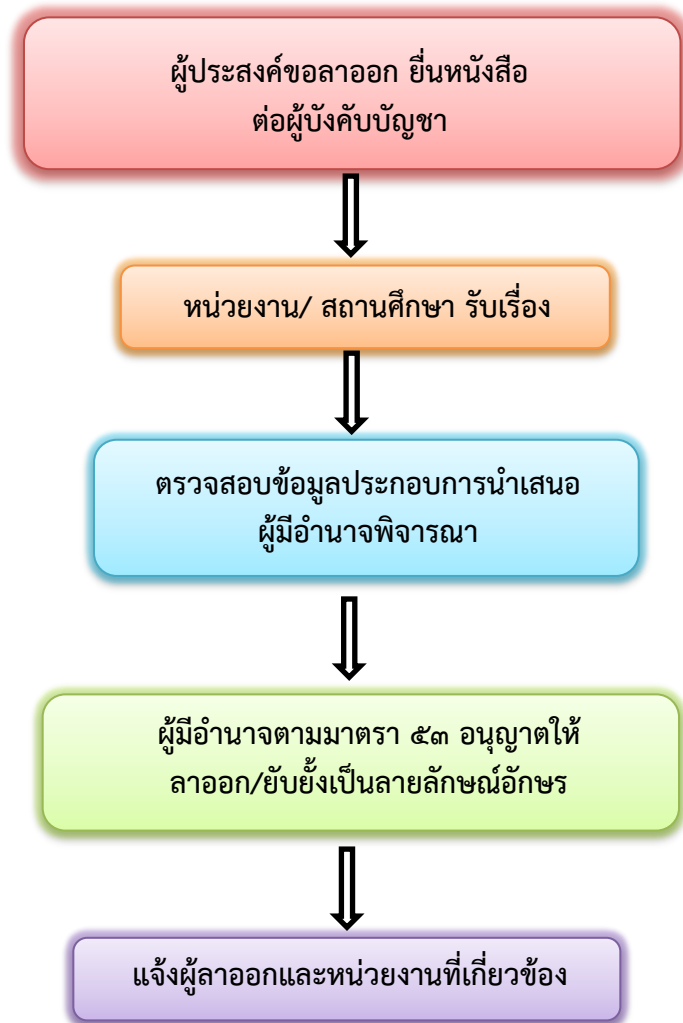 ผู้ประสงค์ขอลาออก ยื่นหนังสือ
ต่อผู้บังคับบัญชา
หน่วยงาน/ สถานศึกษา รับเรื่อง
ตรวจสอบข้อมูลประกอบการนำเสนอ
ผู้มีอำนาจพิจารณา
ผู้มีอำนาจตามมาตรา ๕๓ อนุญาตให้
ลาออก/ยับยั้งเป็นลายลักษณ์อักษร
แจ้งผู้ลาออกและหน่วยงานที่เกี่ยวข้อง